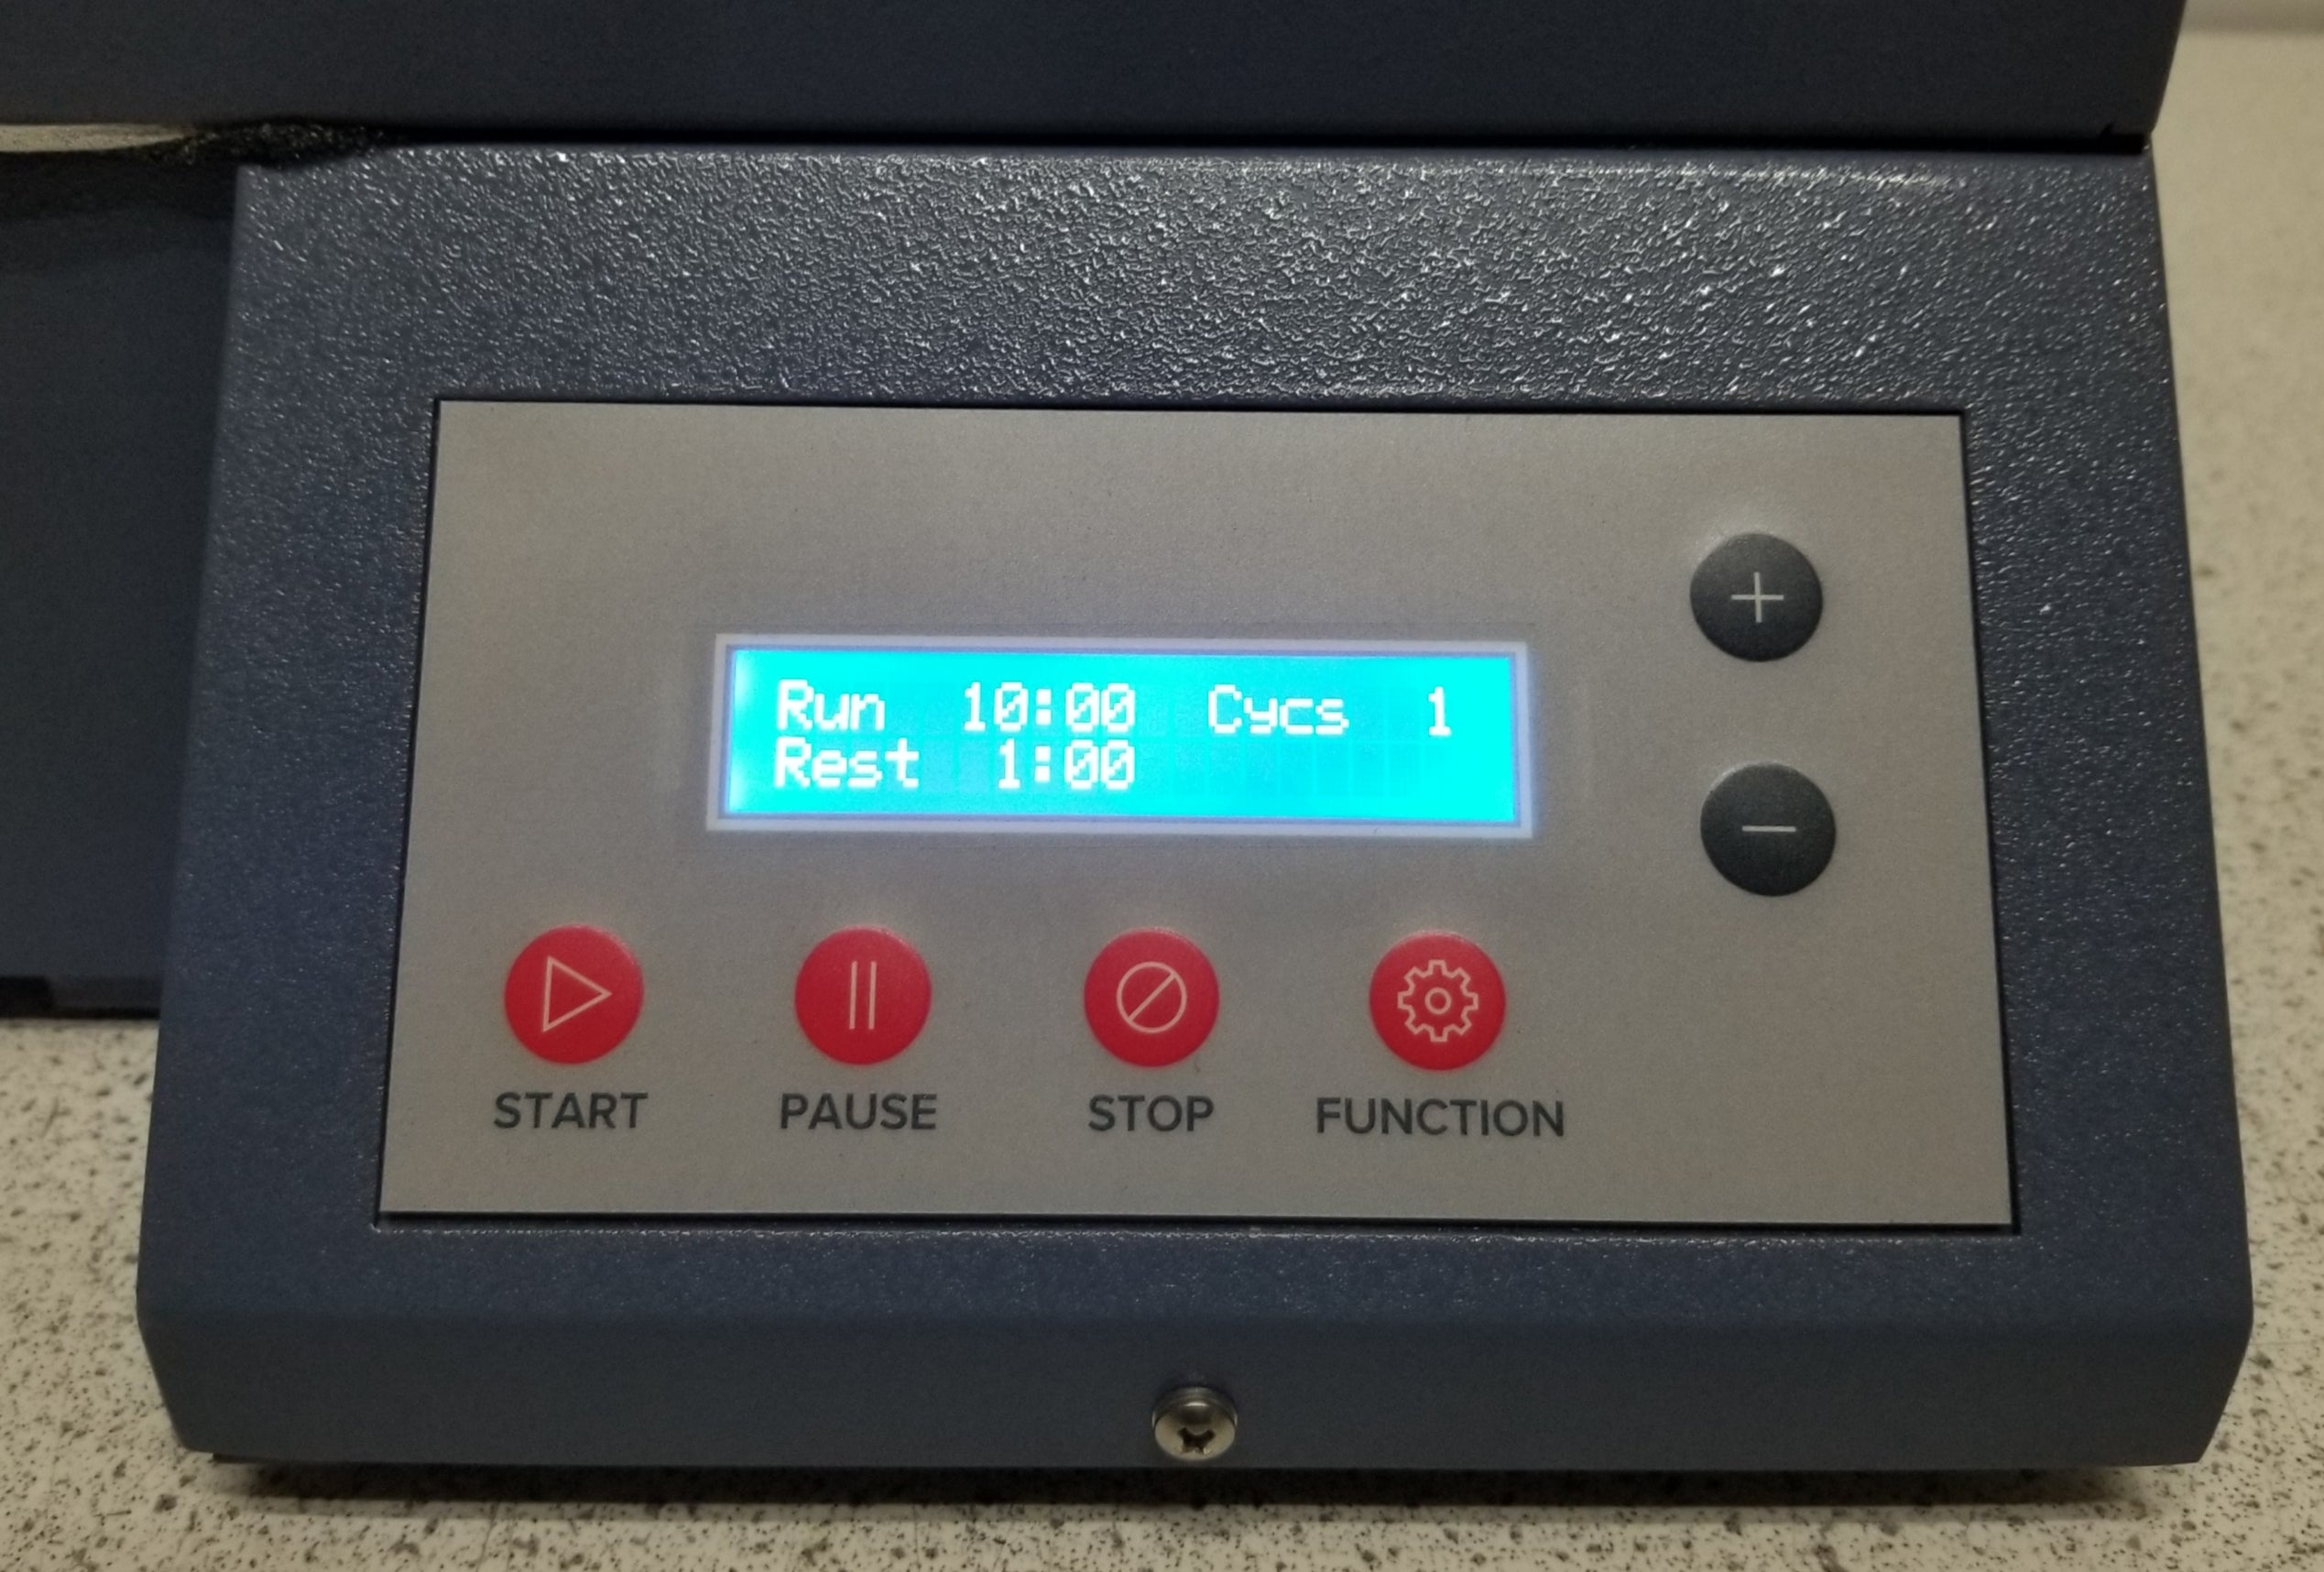 Run 10:00 Cycs 1
Rest 1:00
+
−
START PAUSE STOP FUNCTION